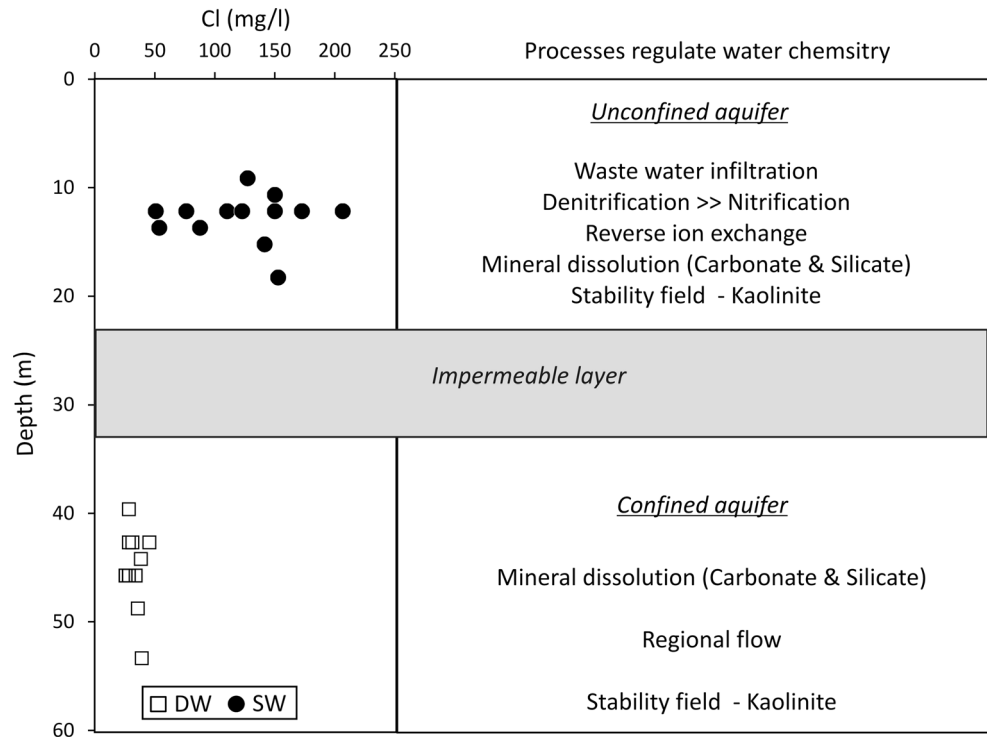 Cl (mg/l)
0 50 100 150 200 250
Processes regulate water chemsitry
0
10
20
30
40
50
60
Depth (m)
Unconfined aquifer
Waste water infiltration
Denitrification >> Nitrification
Reverse ion exchange
Mineral dissolution (Carbonate & Silicate)
Stability field - Kaolinite
Impermeable layer
Confined aquifer
Mineral dissolution (Carbonate & Silicate)
Regional flow
Stability field - Kaolinite
DW SW